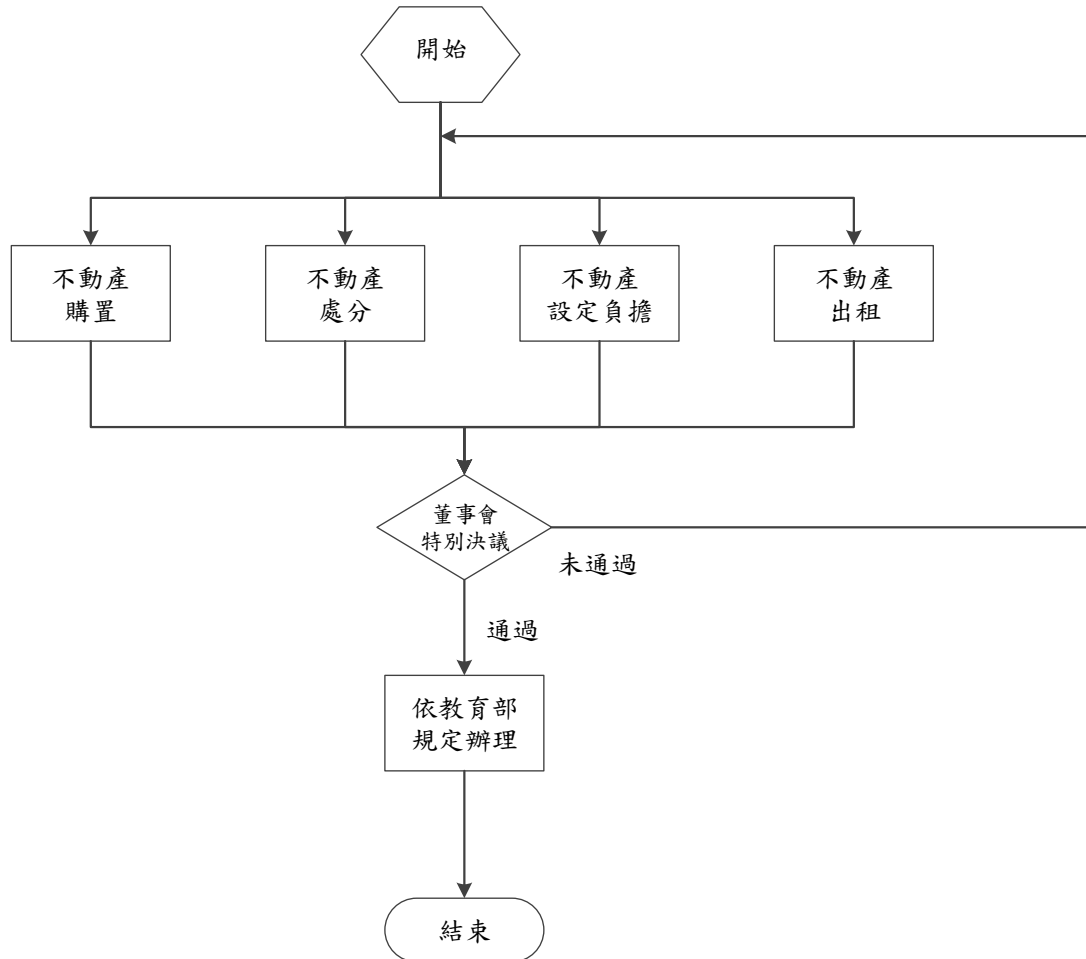 開始
不動產
購置
不動產
處分
不動產
設定負擔
不動產
出租
董事會
特別決議
未通過
通過
依教育部
規定辦理
結束